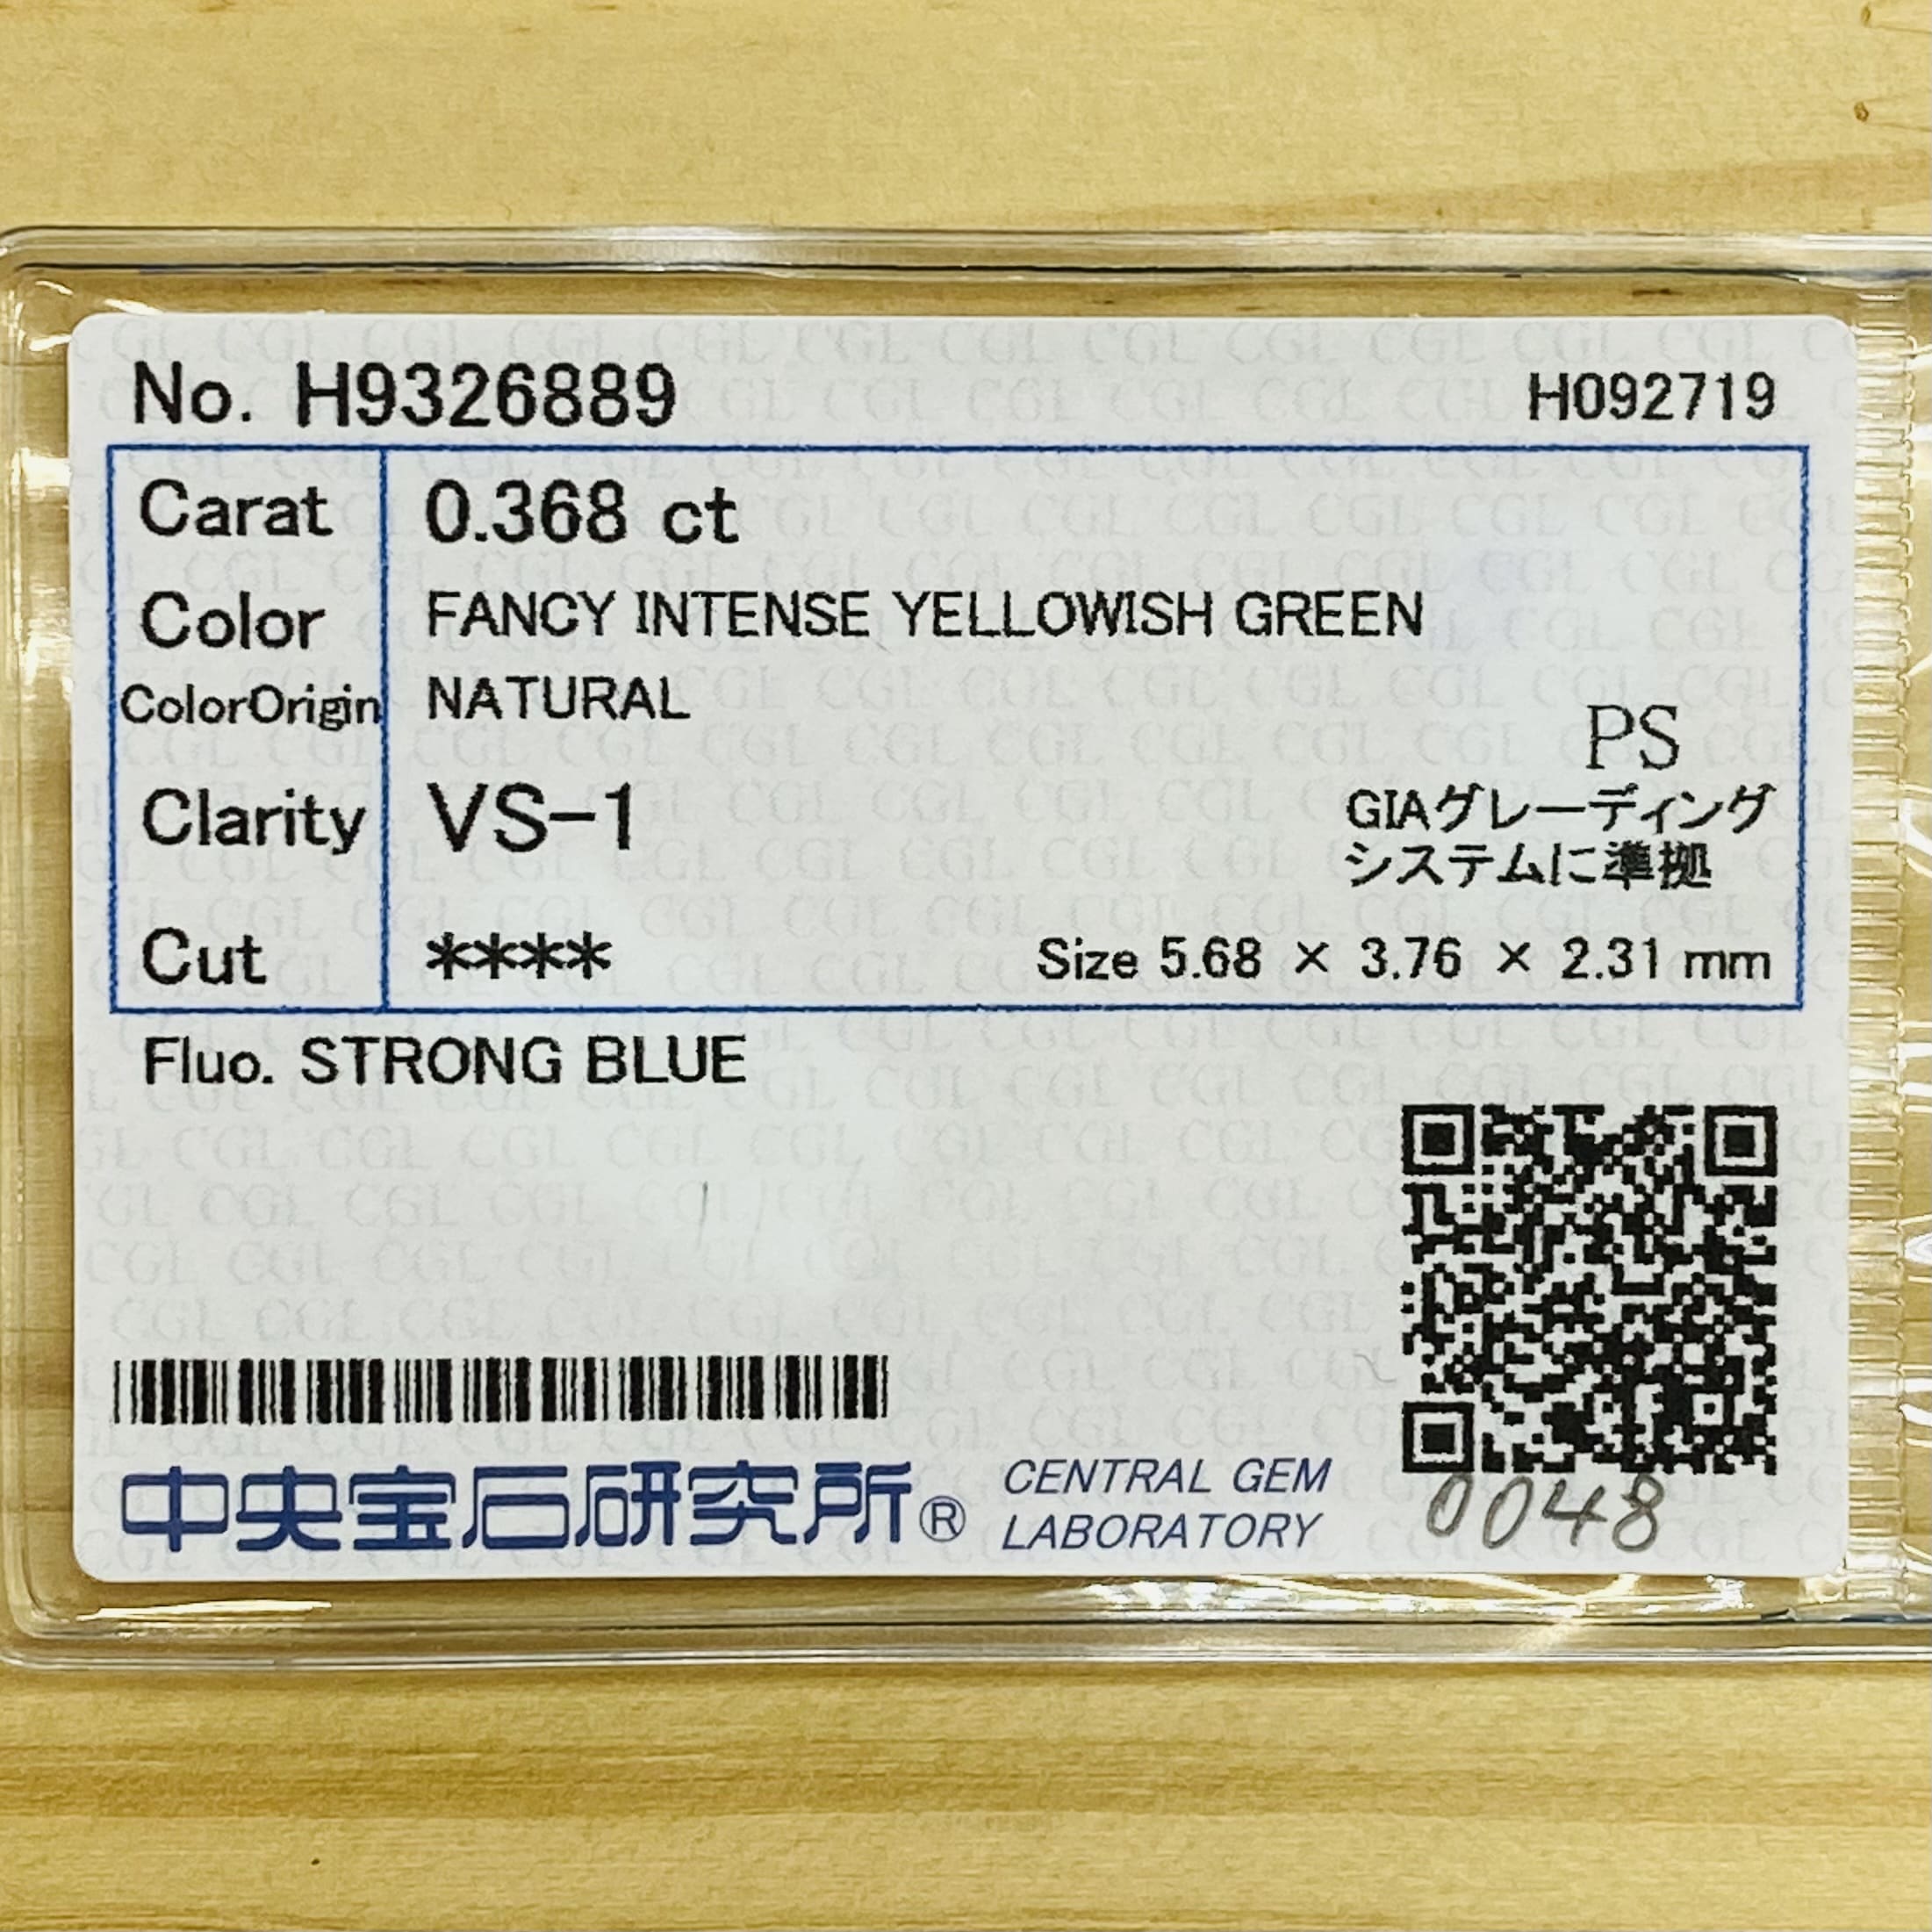 No. H9326889 H092719
Carat 0.368 ct
Color FANCY INTENSE YELLOWISH GREEN
ColorOrigin NATURAL
PS
Clarity VS-1
GIAグレーディング
システムに準拠
Cut **** Size 5.68 × 3.76 × 2.31 mm
Fluo. STRONG BLUE
中央宝石研究所® CENTRAL GEM
LABORATORY
0048
CGL